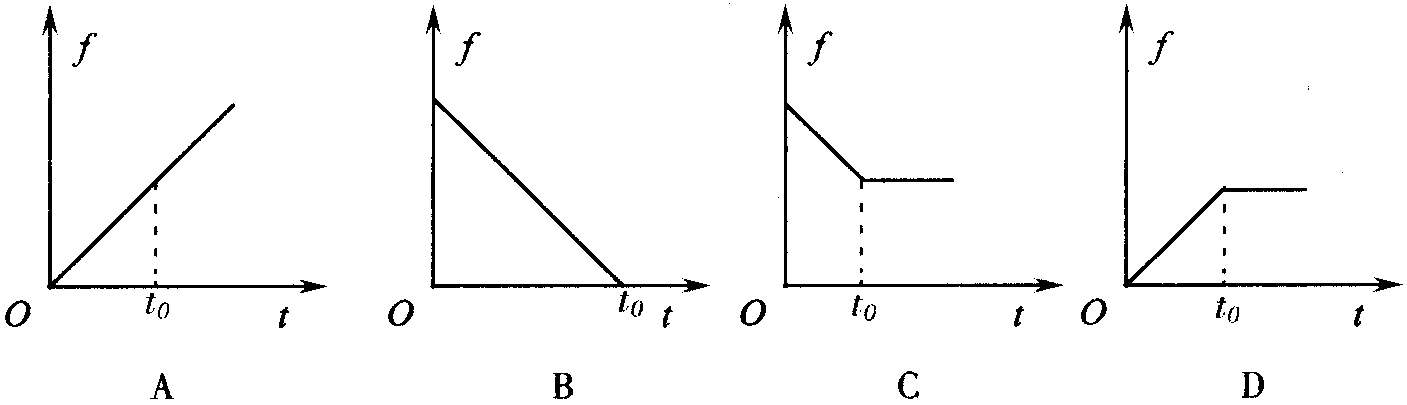 f f f f
O t₀ t O t₀ t O t₀ t O t₀ t
A B C D